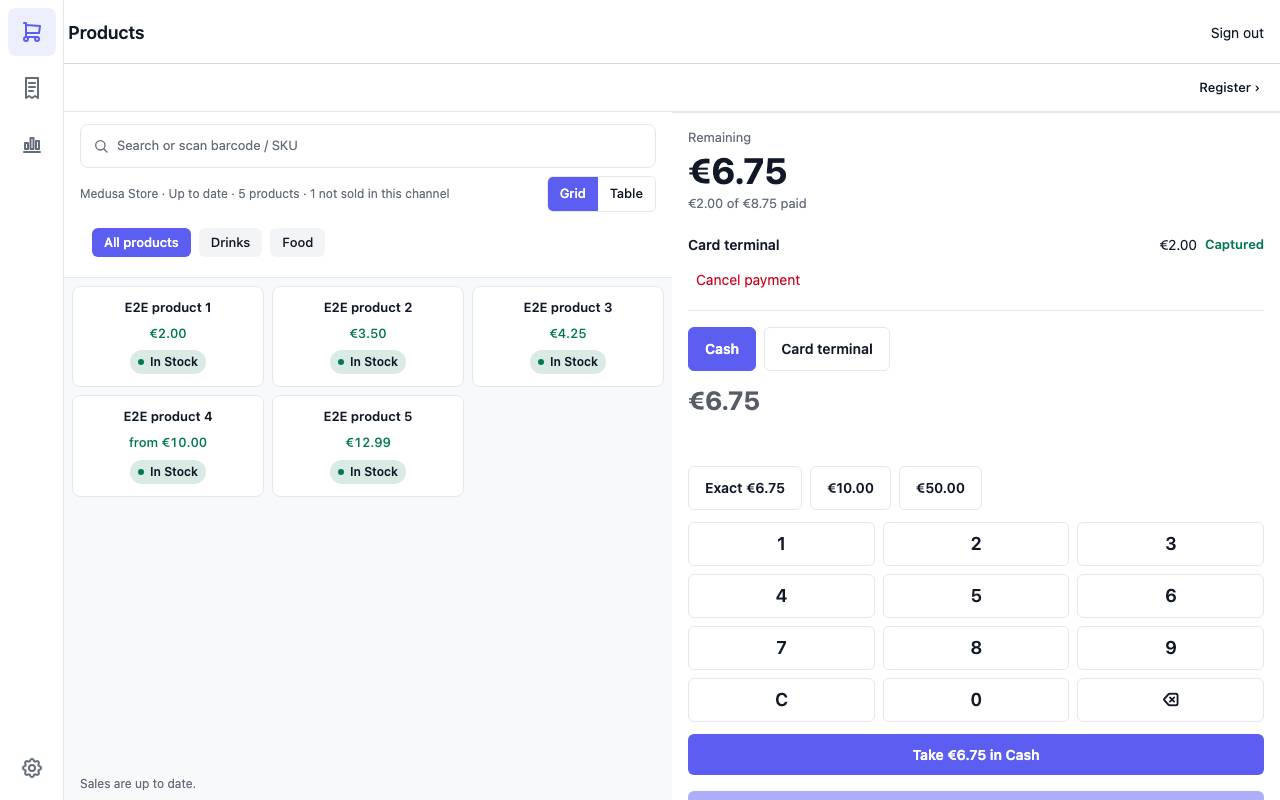 Products
Sign out
Register ›
Search or scan barcode / SKU
Medusa Store · Up to date · 5 products · 1 not sold in this channel
Grid
Table
All products
Drinks
Food
E2E product 1
€2.00
In Stock
E2E product 2
€3.50
In Stock
E2E product 3
€4.25
In Stock
E2E product 4
from €10.00
In Stock
E2E product 5
€12.99
In Stock
Sales are up to date.
Remaining
€6.75
€2.00 of €8.75 paid
Card terminal
€2.00 Captured
Cancel payment
Cash
Card terminal
€6.75
Exact €6.75
€10.00
€50.00
1
2
3
4
5
6
7
8
9
C
0
Take €6.75 in Cash